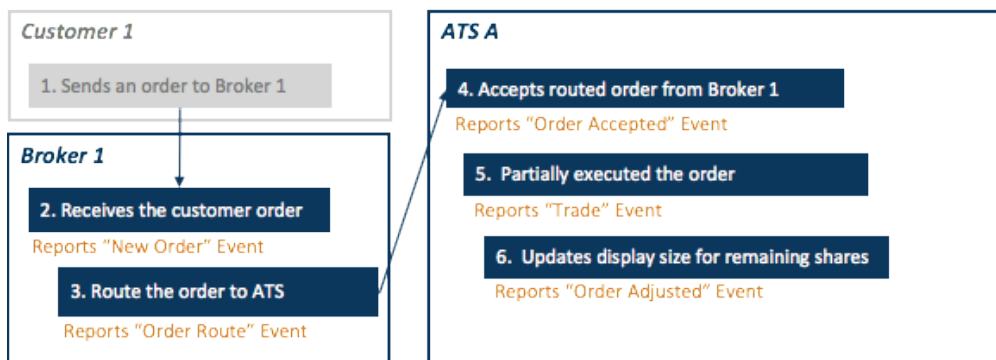 Customer 1
1. Sends an order to Broker 1
Broker 1
2. Receives the customer order
Reports “New Order” Event
3. Route the order to ATS
Reports “Order Route” Event
ATS A
4. Accepts routed order from Broker 1
Reports “Order Accepted” Event
5. Partially executed the order
Reports “Trade” Event
6. Updates display size for remaining shares
Reports “Order Adjusted” Event